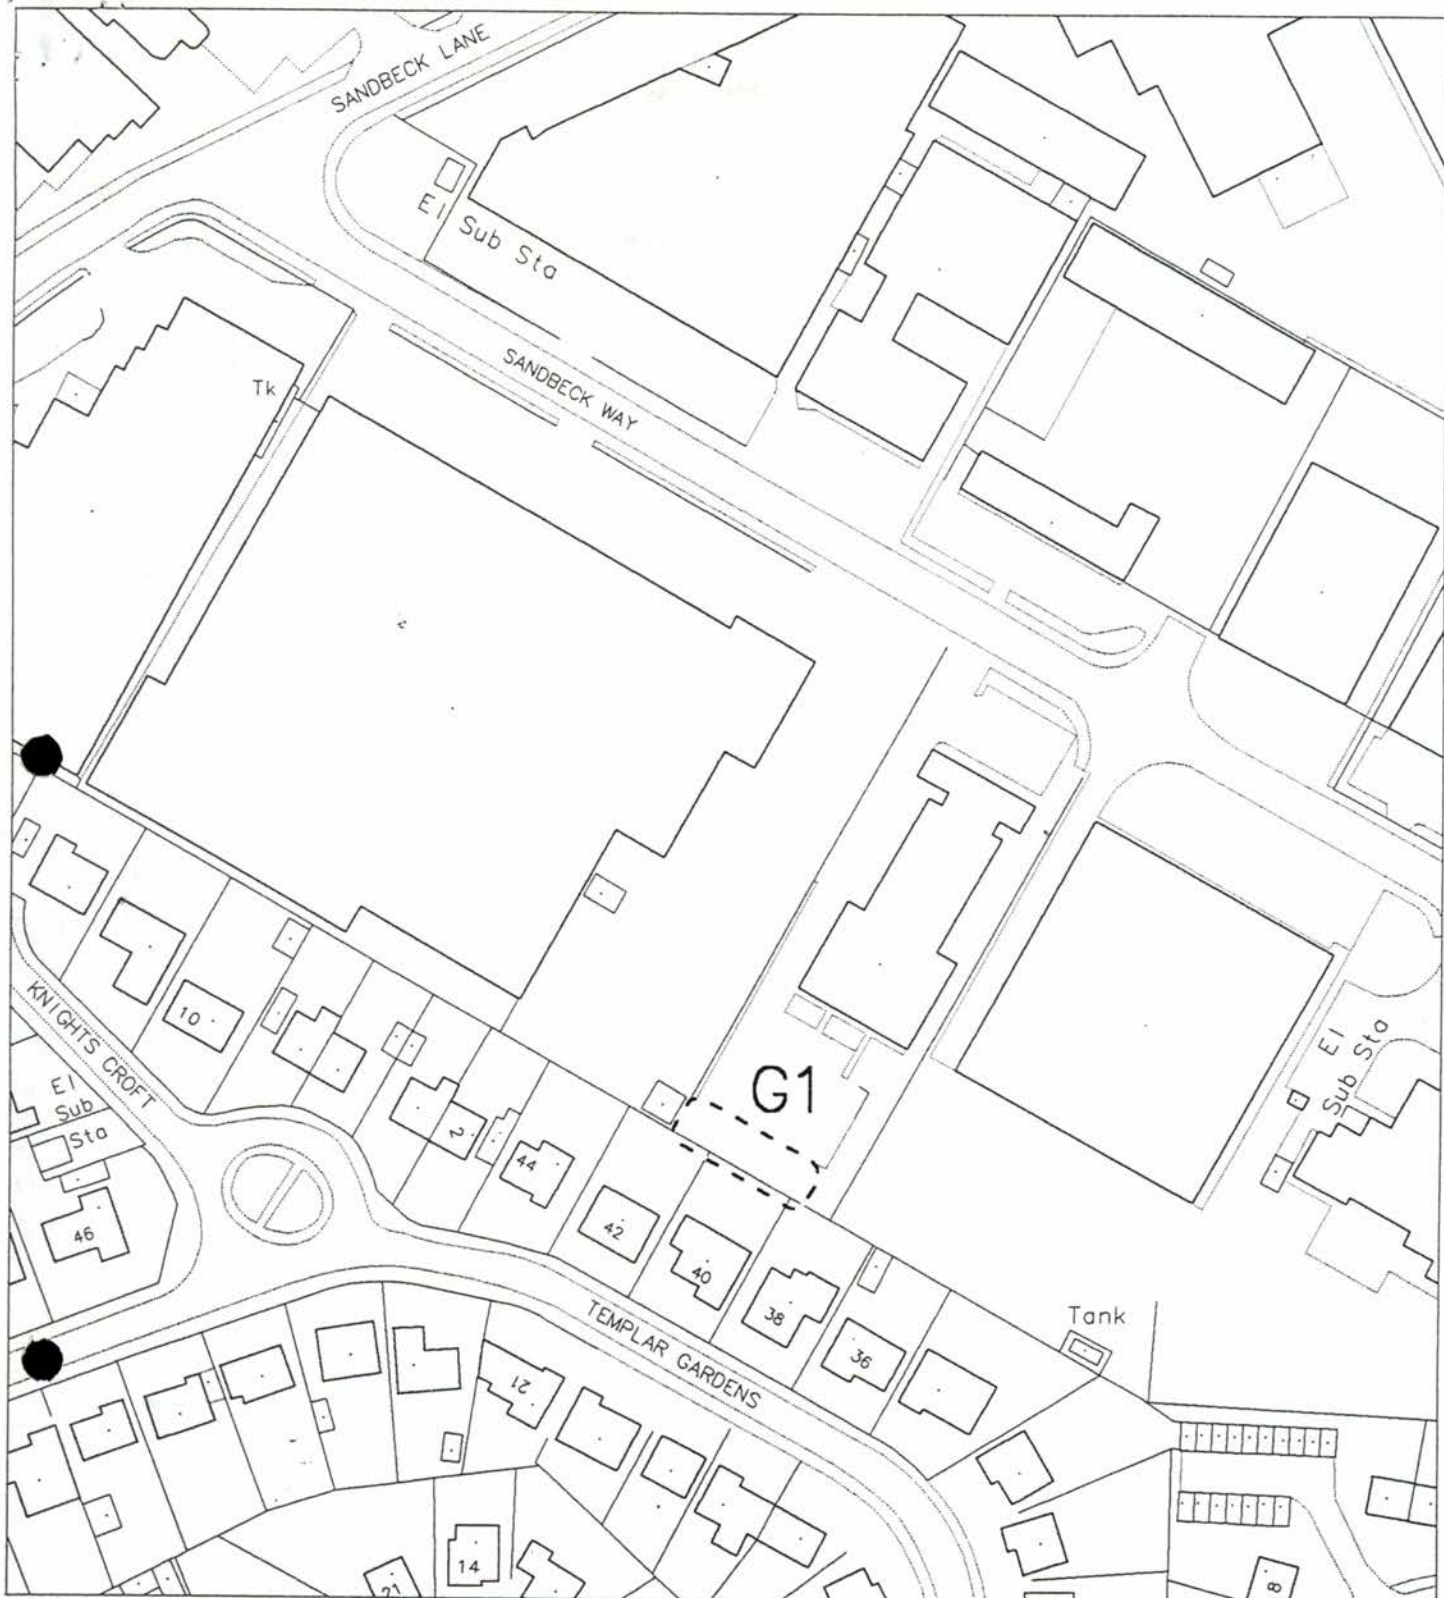 SANDBECK LANE
El Sub Sta
SANDBECK WAY
Tk
KNIGHTS CROFT
10
El
Sub
Sta
2
44
G1
El
Sub Sta
42
46
40
38
TEMPLAR GARDENS
36
Tank
21
14
21
8